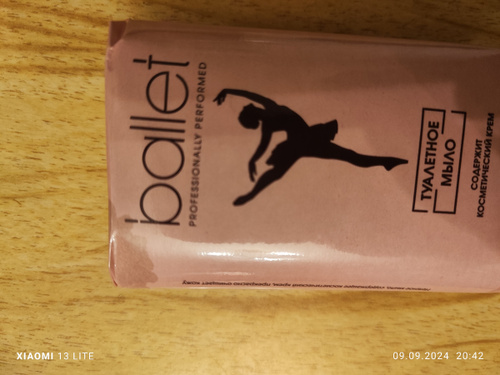 ballet
PROFESSIONALLY PERFORMED
ТУАЛЕТНОЕ
МЫЛО
СОДЕРЖИТ
КОСМЕТИЧЕСКИЙ КРЕМ
XIAOMI 13 LITE
09.09.2024 20:42